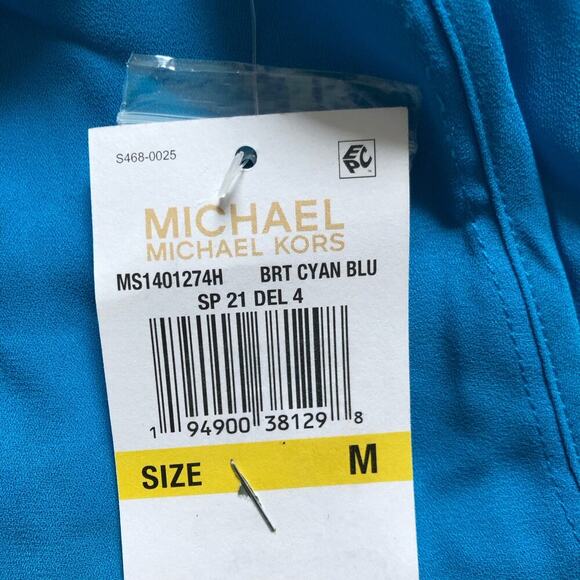 S468-0025
EPC
MICHAEL
MICHAEL KORS
MS1401274H BRT CYAN BLU
SP 21 DEL 4
1 94900 38129 8
SIZE M